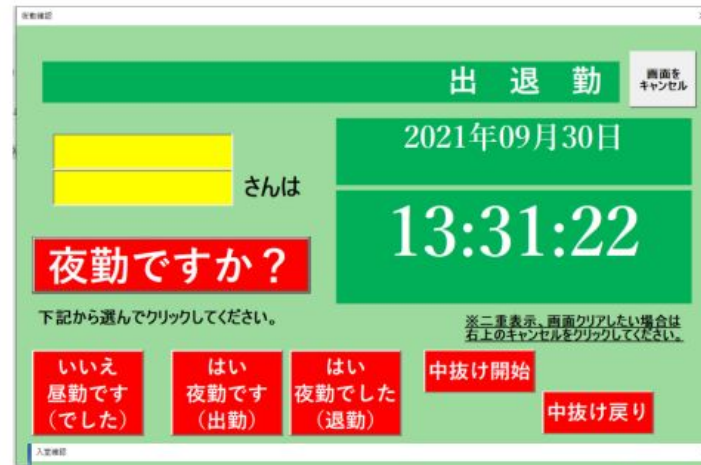 夜勤確認
出 退 勤
画面を
キャンセル
2021年09月30日
さんは
13:31:22
夜勤ですか？
下記から選んでクリックしてください。
※二重表示、画面クリアしたい場合は
右上のキャンセルをクリックしてください。
いいえ
昼勤です
（でした）
はい
夜勤です
（出勤）
はい
夜勤でした
（退勤）
中抜け開始
中抜け戻り
入室確認